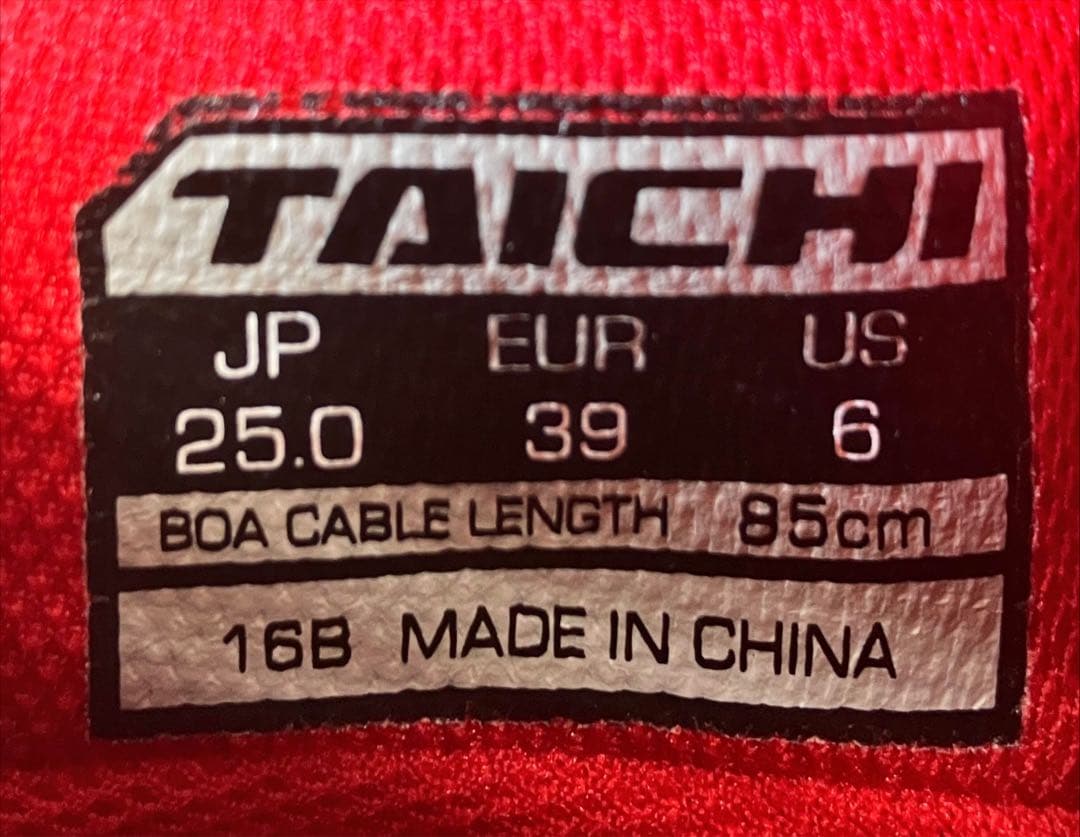 TAICHI
JP EUR US
25.0 39 6
BOA CABLE LENGTH 85cm
16B MADE IN CHINA